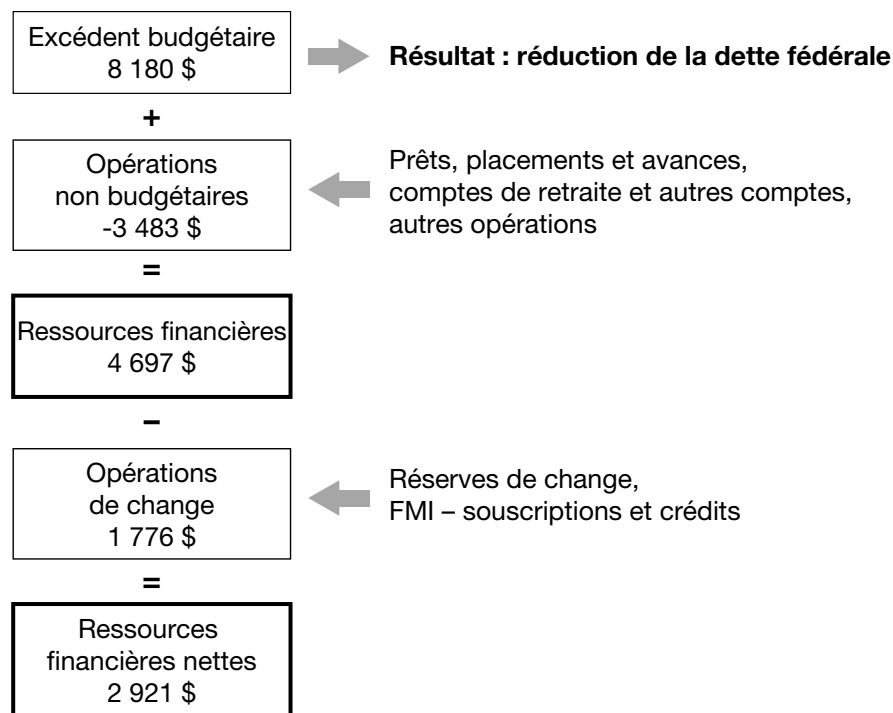 Excédent budgétaire
8 180 $
Résultat : réduction de la dette fédérale
+
Opérations
non budgétaires
-3 483 $
Prêts, placements et avances,
comptes de retraite et autres comptes,
autres opérations
=
Ressources financières
4 697 $
–
Opérations
de change
1 776 $
Réserves de change,
FMI – souscriptions et crédits
=
Ressources
financières nettes
2 921 $